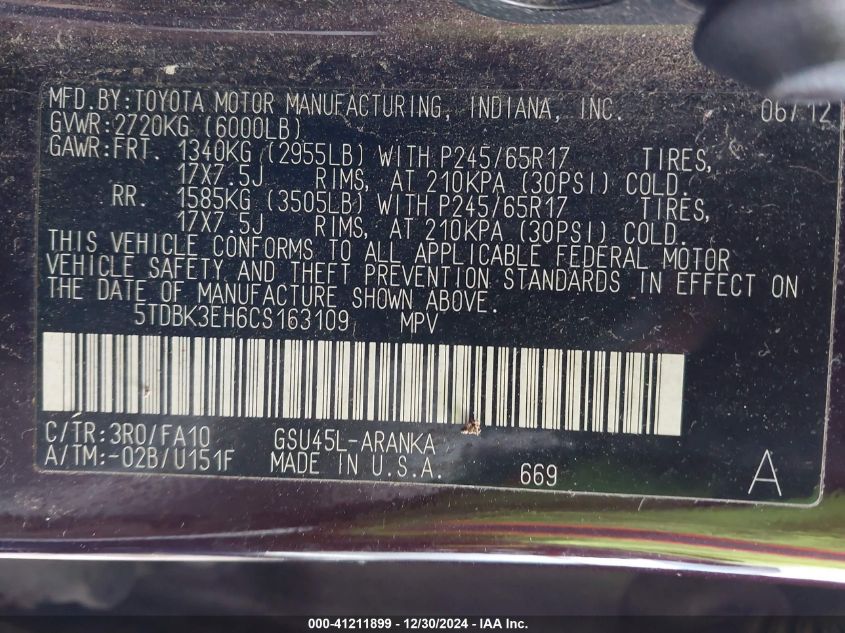 MFD.BY:TOYOTA MOTOR MANUFACTURING, INDIANA, INC. 06/12
GVWR:2720KG (6000LB)
GAWR:FRT. 1340KG (2955LB) WITH P245/65R17 TIRES,
17X7.5J RIMS, AT 210KPA (30PSI) COLD.
RR. 1585KG (3505LB) WITH P245/65R17 TIRES,
17X7.5J RIMS, AT 210KPA (30PSI) COLD.
THIS VEHICLE CONFORMS TO ALL APPLICABLE FEDERAL MOTOR
VEHICLE SAFETY AND THEFT PREVENTION STANDARDS IN EFFECT ON
THE DATE OF MANUFACTURE SHOWN ABOVE.
5TDBK3EH6CS163109 MPV
C/TR:3R0/FA10 GSU45L-ARANKA
A/TM:-02B/U151F MADE IN U.S.A. 669 A
000-41211899 - 12/30/2024 - IAA Inc.